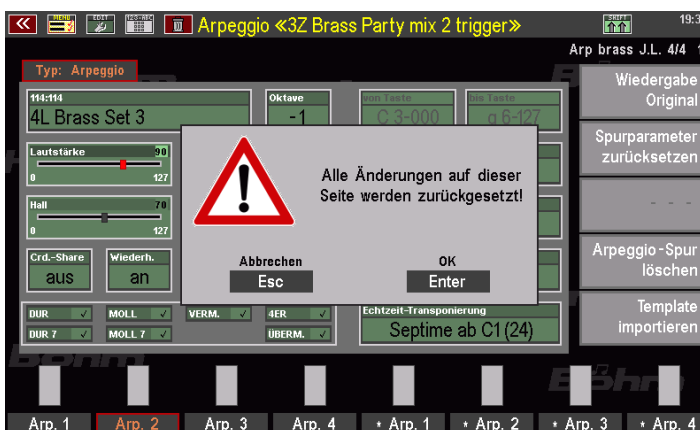 MENU
EDIT
123-ABC
Arpeggio «3Z Brass Party mix 2 trigger»
SHIFT
19:3
Arp brass J.L. 4/4
Typ: Arpeggio
114:114
4L Brass Set 3
Oktave
-1
von Taste
C 3-000
bis Taste
g 6-127
Lautstärke
90
0
127
Hall
70
0
127
Crd.-Share
aus
Wiederh.
an
Alle Änderungen auf dieser
Seite werden zurückgesetzt!
Abbrechen
OK
Esc
Enter
DUR
MOLL
VERM.
4ER
DUR 7
MOLL 7
ÜBERM.
Echtzeit-Transponierung
Septime ab C1 (24)
Wiedergabe
Original
Spurparameter
zurücksetzen
- - -
Arpeggio-Spur
löschen
Template
importieren
Böhm
Böhm
Arp. 1
Arp. 2
Arp. 3
Arp. 4
* Arp. 1
* Arp. 2
* Arp. 3
* Arp. 4